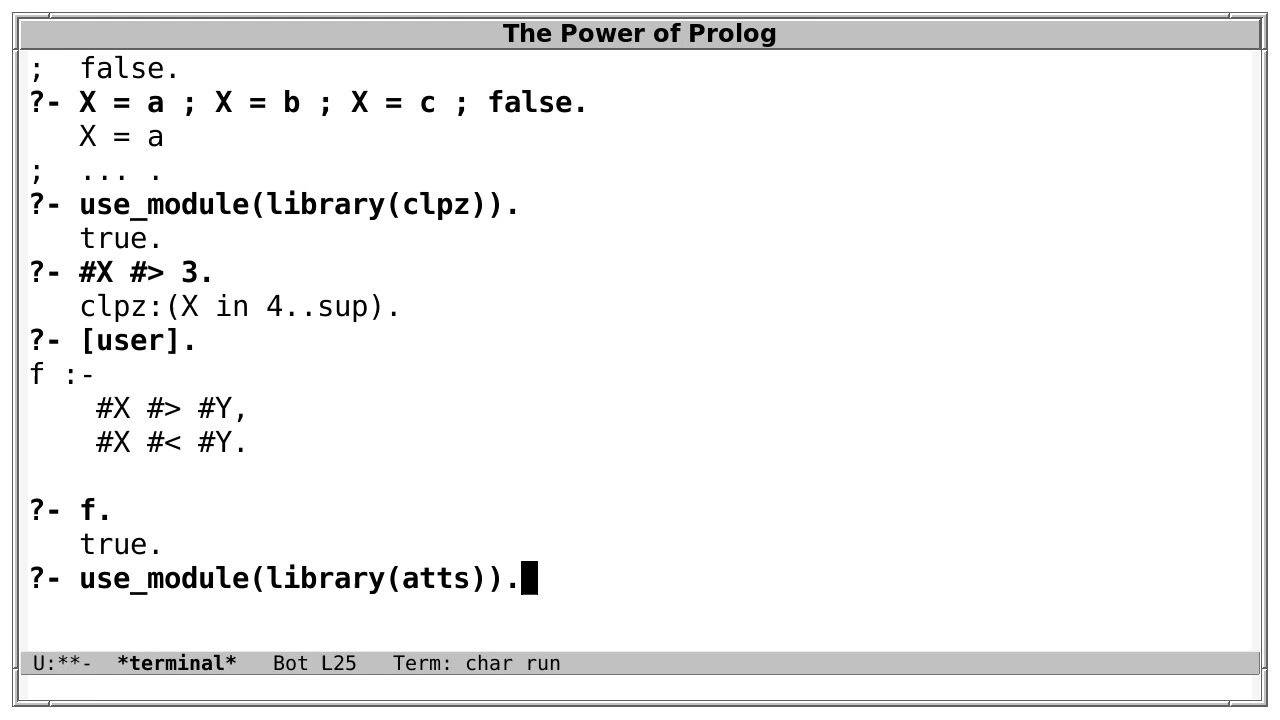 The Power of Prolog
;  false.
?- X = a ; X = b ; X = c ; false.
   X = a
;  ... .
?- use_module(library(clpz)).
   true.
?- #X #> 3.
   clpz:(X in 4..sup).
?- [user].
f :-
    #X #> #Y,
    #X #< #Y.
?- f.
   true.
?- use_module(library(atts)).
U:**-  *terminal*   Bot L25   Term: char run